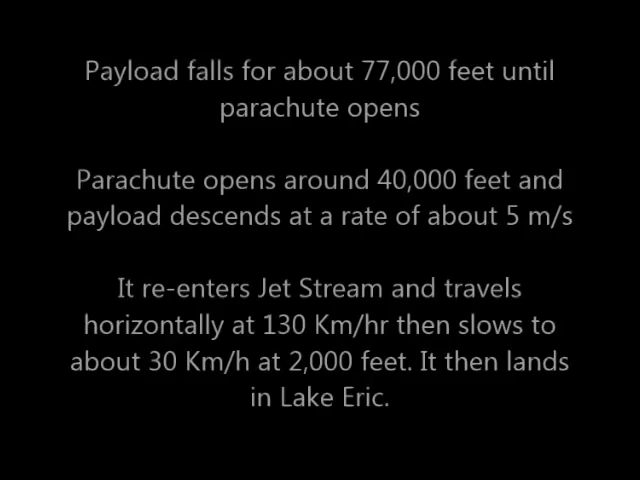 Payload falls for about 77,000 feet until
parachute opens
Parachute opens around 40,000 feet and
payload descends at a rate of about 5 m/s
It re-enters Jet Stream and travels
horizontally at 130 Km/hr then slows to
about 30 Km/h at 2,000 feet. It then lands
in Lake Eric.